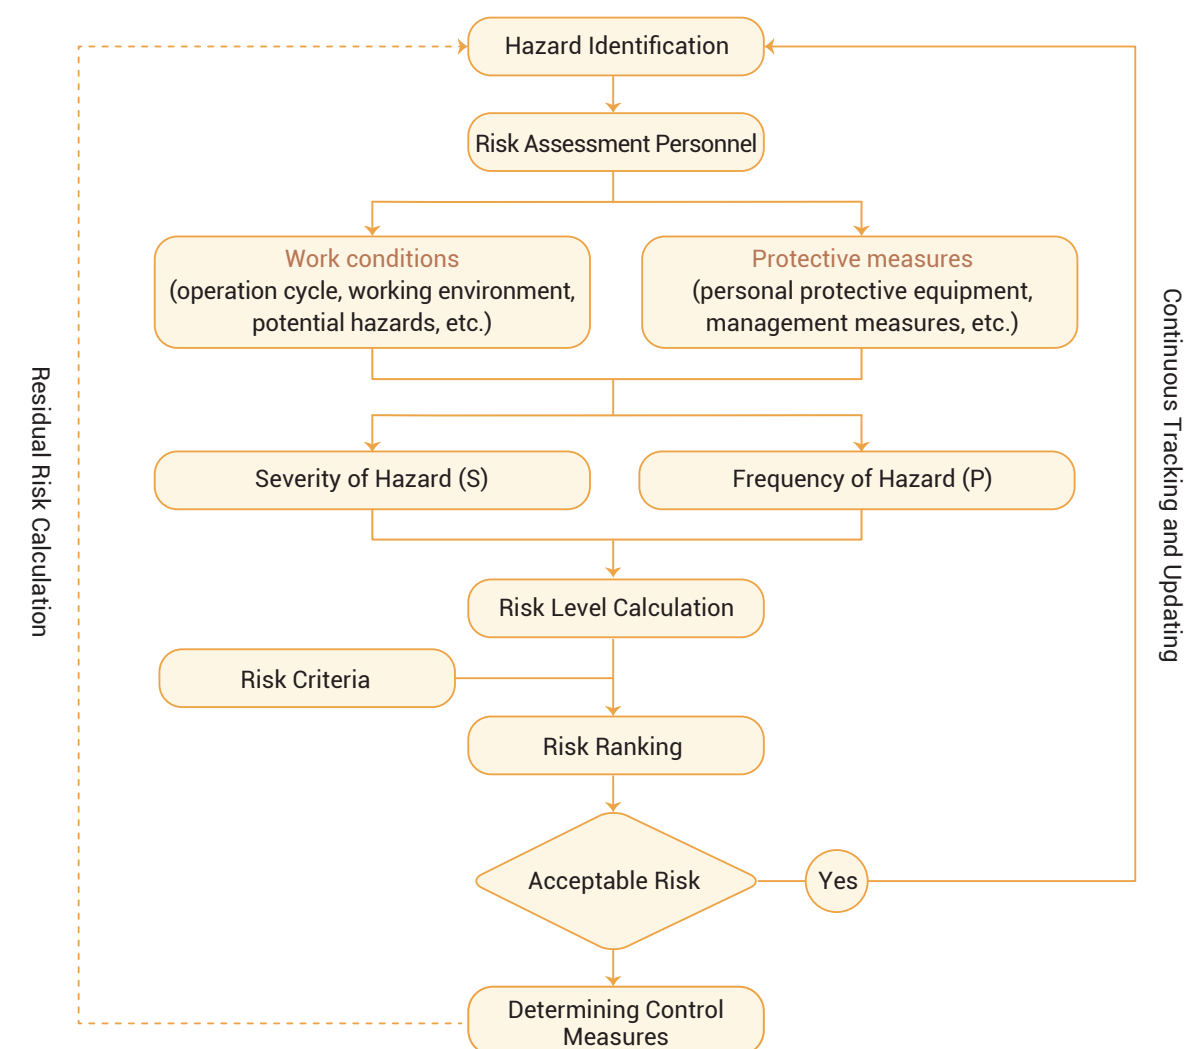 Hazard Identification
Risk Assessment Personnel
Work conditions
(operation cycle, working environment,
potential hazards, etc.)
Protective measures
(personal protective equipment,
management measures, etc.)
Severity of Hazard (S)
Frequency of Hazard (P)
Risk Level Calculation
Risk Criteria
Risk Ranking
Acceptable Risk
Yes
Determining Control
Measures
Residual Risk Calculation
Continuous Tracking and Updating